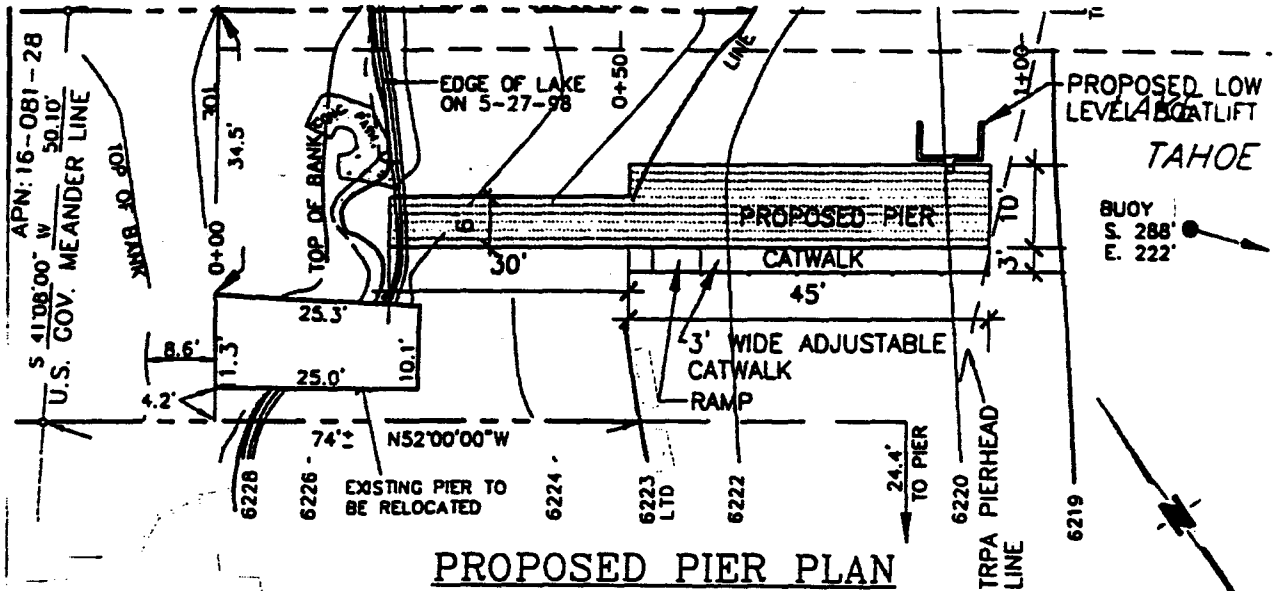 APN: 16-081-28
S 41°08'00" W 50.10'
U.S. GOV. MEANDER LINE
TOP OF BANK
TOE
34.5'
0+00
TOP OF BANK
EDGE OF LAKE
ON 5-27-98
0+50
LINE
1+00
PROPOSED LOW
LEVEL BOATLIFT
LAKE
TAHOE
BUOY
S. 288'
E. 222'
PROPOSED PIER
10'
6'
30'
CATWALK
3'
45'
25.3'
8.6'
11.3'
10.1'
25.0'
4.2'
3' WIDE ADJUSTABLE
CATWALK
RAMP
74'± N52°00'00"W
6228
6226
EXISTING PIER TO
BE RELOCATED
6224
6223
LTD
6222
24.4'
TO PIER
6220
TRPA PIERHEAD
LINE
6219
PROPOSED PIER PLAN